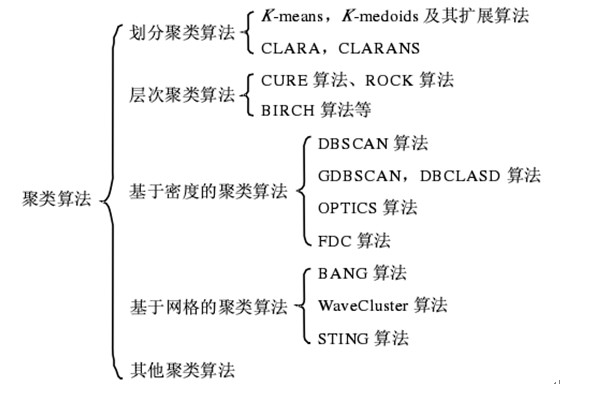 聚类算法
划分聚类算法
K-means，K-medoids 及其扩展算法
CLARA，CLARANS
层次聚类算法
CURE 算法、ROCK 算法
BIRCH 算法等
基于密度的聚类算法
DBSCAN 算法
GDBSCAN，DBCLASD 算法
OPTICS 算法
FDC 算法
基于网格的聚类算法
BANG 算法
WaveCluster 算法
STING 算法
其他聚类算法